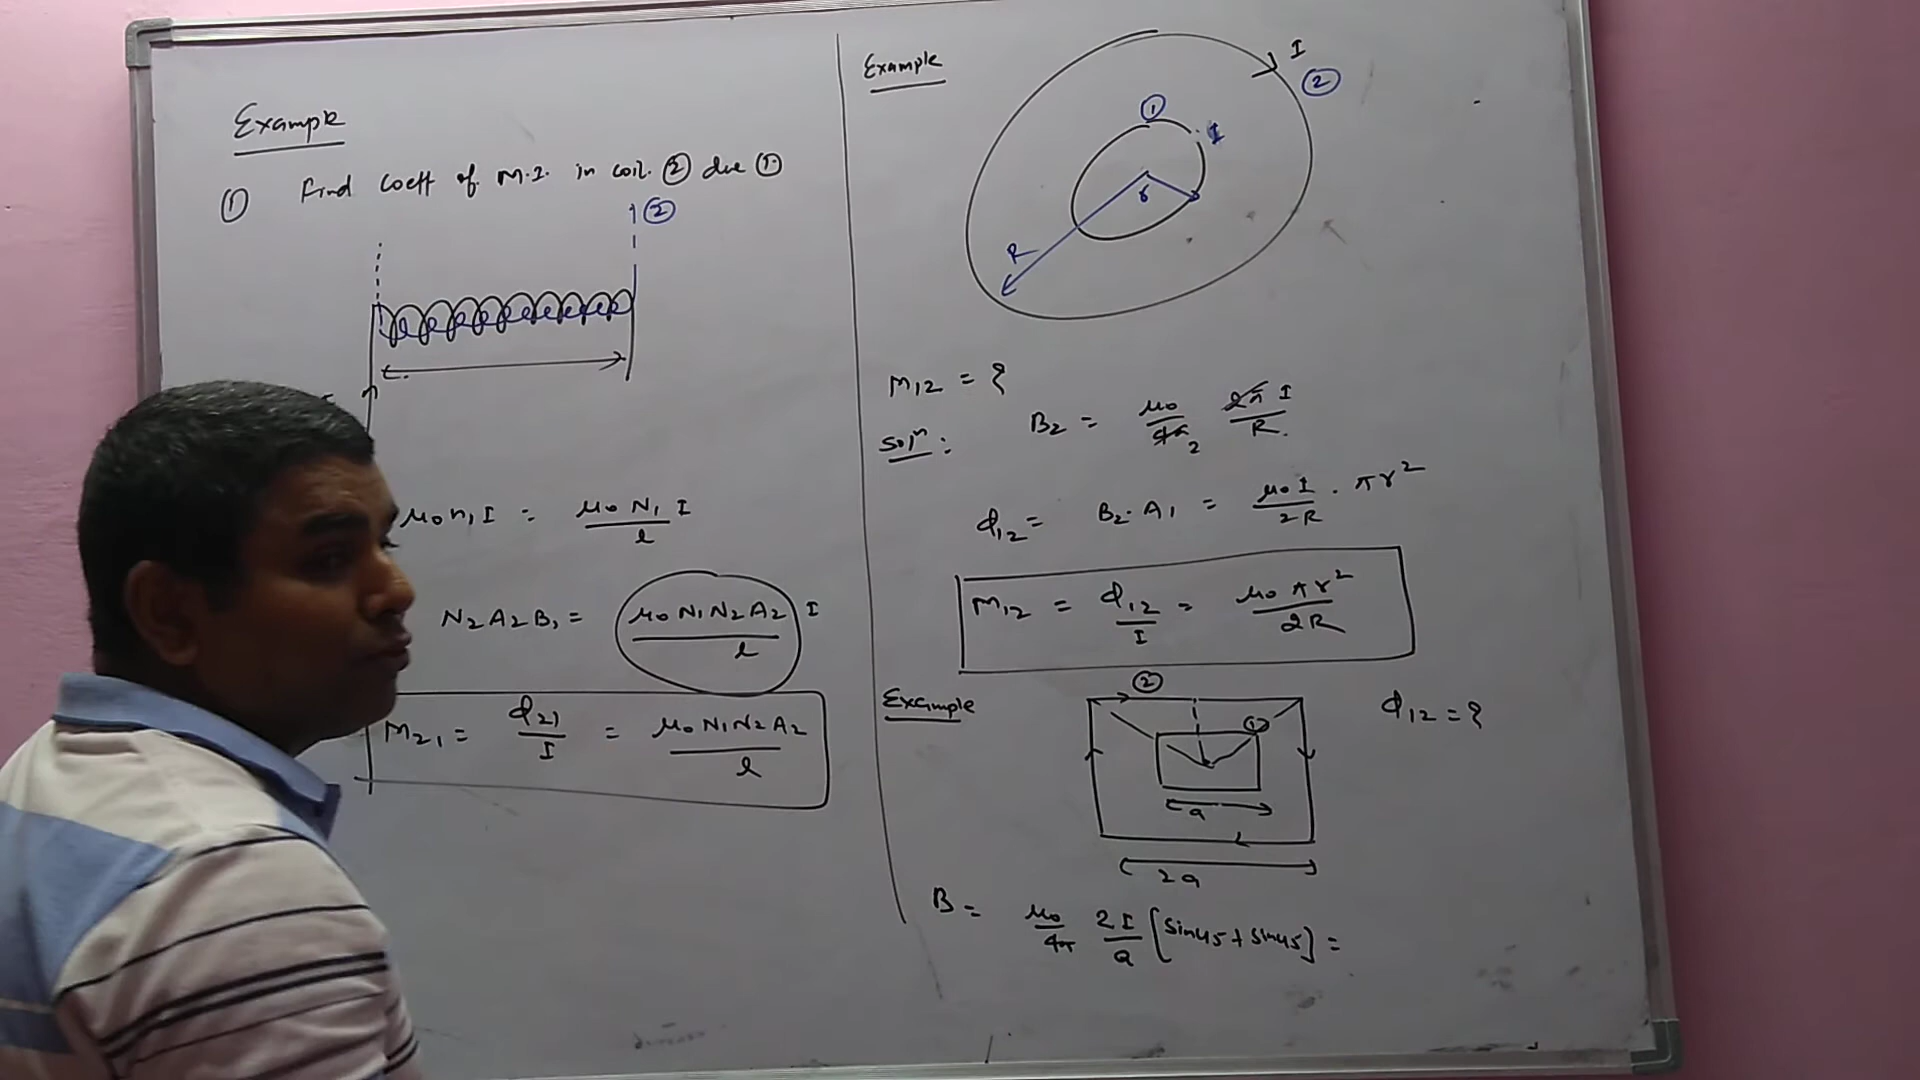 Example
① Find Coeff of M.I. in coil. ② due ①
②
μ₀n₁I = μ₀N₁/l I
N₂A₂B₁ = μ₀N₁N₂A₂/l I
M₂₁ = φ₂₁/I = μ₀N₁N₂A₂/l
Example
I
②
①
I
r
R
M₁₂ = ?
Solⁿ: B₂ = μ₀/4π 2 2π I/R.
φ₁₂ = B₂·A₁ = μ₀I/2R · πr²
M₁₂ = φ₁₂/I = μ₀πr²/2R
Example
②
①
φ₁₂ = ?
a
2a
B = μ₀/4π 2I/a [sin45+sin45] =